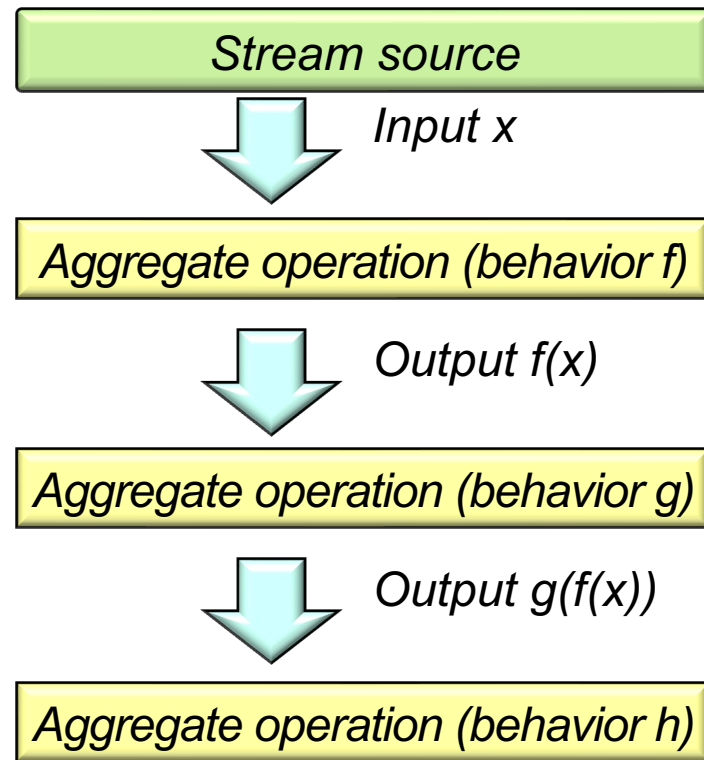 Stream source
Input x
Aggregate operation (behavior f)
Output f(x)
Aggregate operation (behavior g)
Output g(f(x))
Aggregate operation (behavior h)